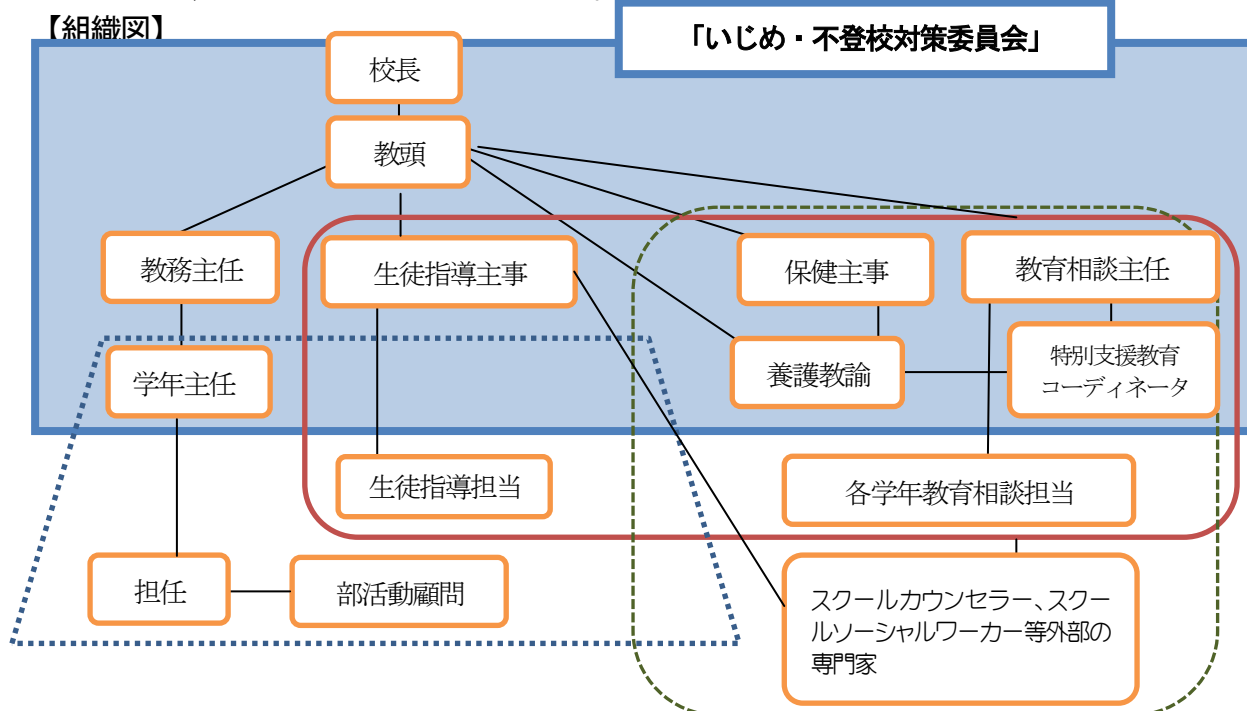 【組織図】
「いじめ・不登校対策委員会」
校長
教頭
教務主任
生徒指導主事
保健主事
教育相談主任
学年主任
養護教諭
特別支援教育
コーディネータ
生徒指導担当
各学年教育相談担当
担任
部活動顧問
スクールカウンセラー、スクー
ルソーシャルワーカー等外部の
専門家